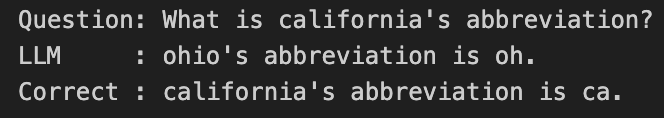 Question: What is california's abbreviation?
LLM     : ohio's abbreviation is oh.
Correct : california's abbreviation is ca.